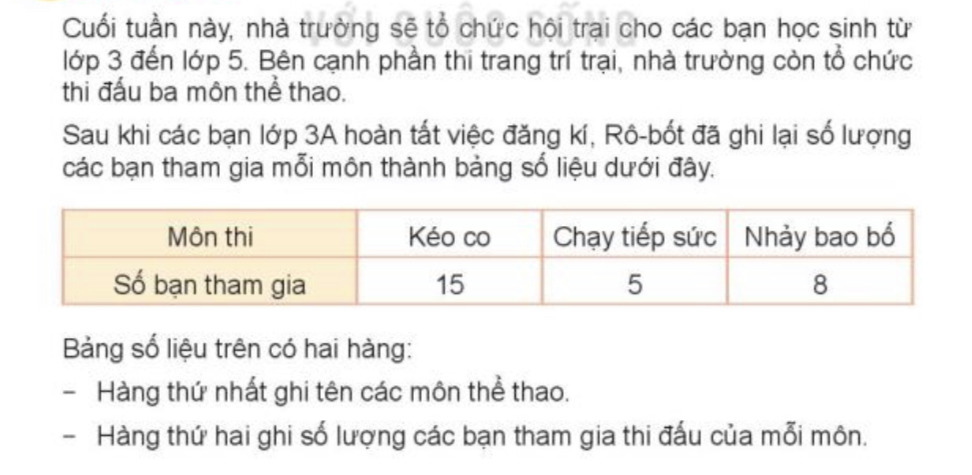 VỚI CUỘC SỐNG
Cuối tuần này, nhà trường sẽ tổ chức hội trại cho các bạn học sinh từ
lớp 3 đến lớp 5. Bên cạnh phần thi trang trí trại, nhà trường còn tổ chức
thi đấu ba môn thể thao.
Sau khi các bạn lớp 3A hoàn tất việc đăng kí, Rô-bốt đã ghi lại số lượng
các bạn tham gia mỗi môn thành bảng số liệu dưới đây.
Môn thi Kéo co Chạy tiếp sức Nhảy bao bố
Số bạn tham gia 15 5 8
Bảng số liệu trên có hai hàng:
– Hàng thứ nhất ghi tên các môn thể thao.
– Hàng thứ hai ghi số lượng các bạn tham gia thi đấu của mỗi môn.